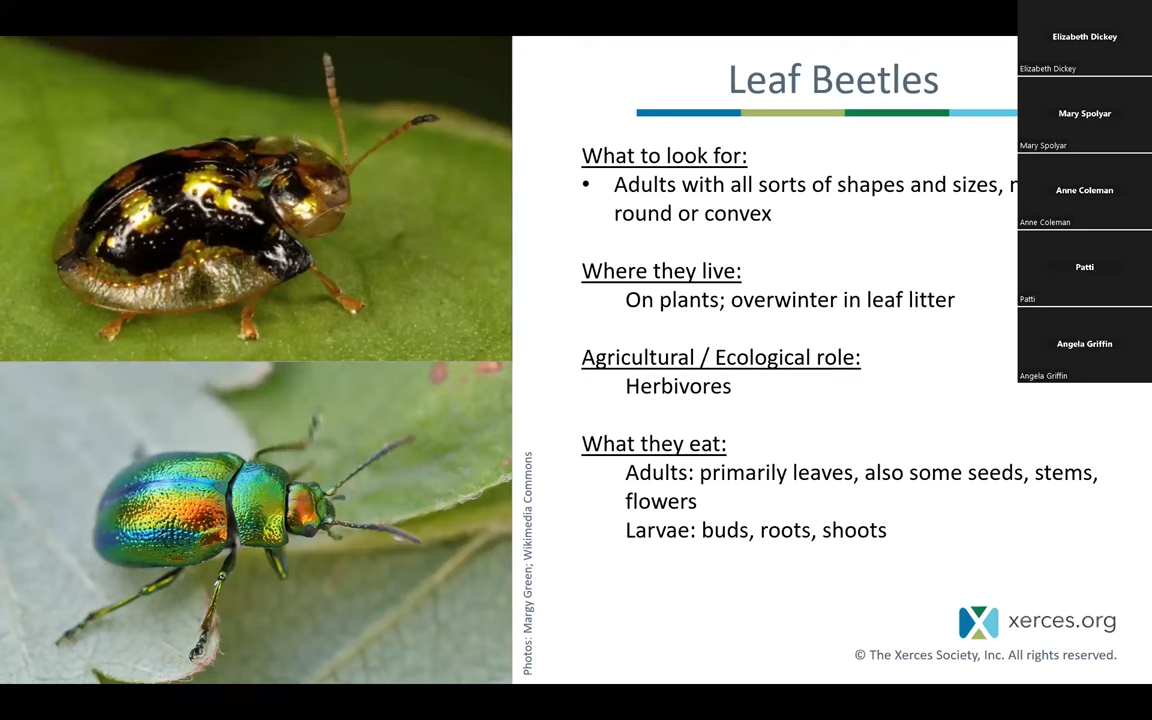 Leaf Beetles
What to look for:
• Adults with all sorts of shapes and sizes,
round or convex
Where they live:
On plants; overwinter in leaf litter
Agricultural / Ecological role:
Herbivores
What they eat:
Adults: primarily leaves, also some seeds, stems,
flowers
Larvae: buds, roots, shoots
Photos: Margy Green; Wikimedia Commons
xerces.org
© The Xerces Society, Inc. All rights reserved.
Elizabeth Dickey
Elizabeth Dickey
Mary Spolyar
Mary Spolyar
Anne Coleman
Anne Coleman
Patti
Patti
Angela Griffin
Angela Griffin